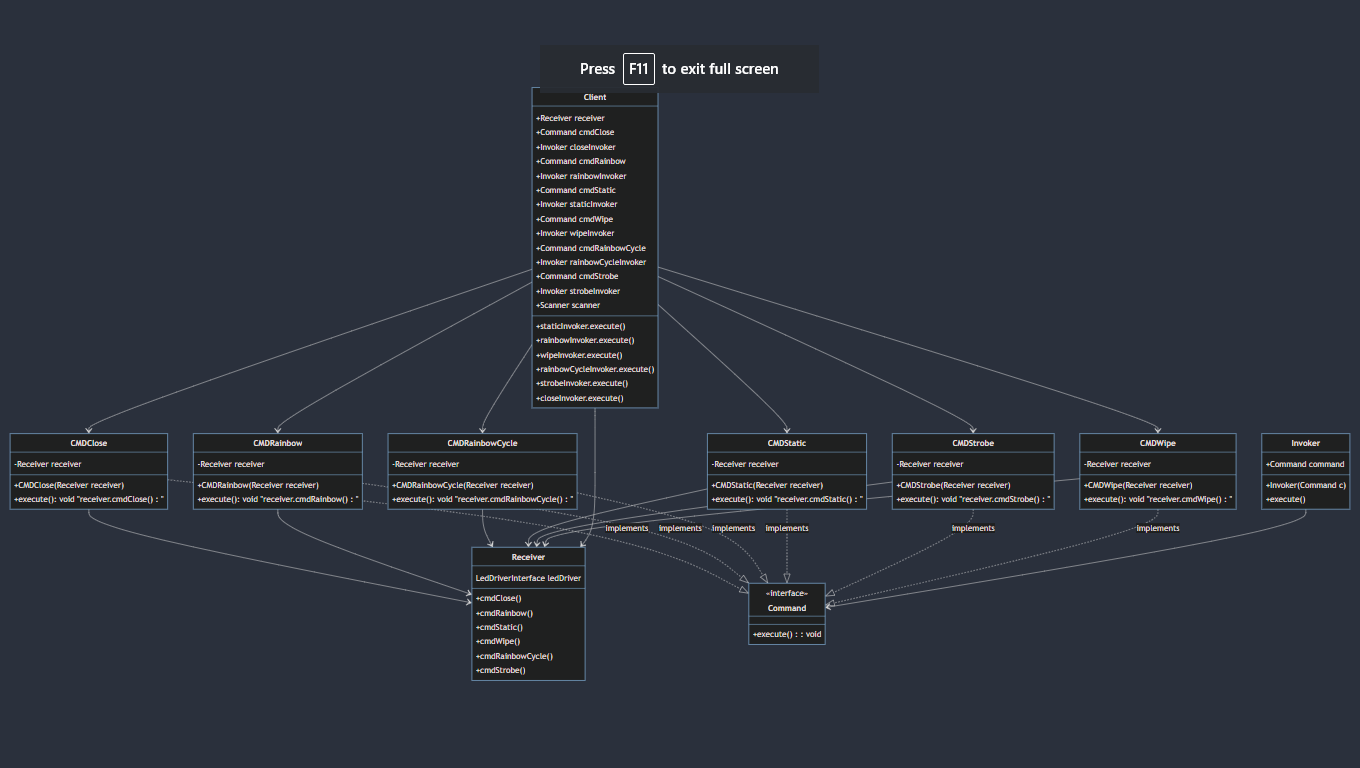 Press F11 to exit full screen
Client
+Receiver receiver
+Command cmdClose
+Invoker closeInvoker
+Command cmdRainbow
+Invoker rainbowInvoker
+Command cmdStatic
+Invoker staticInvoker
+Command cmdWipe
+Invoker wipeInvoker
+Command cmdRainbowCycle
+Invoker rainbowCycleInvoker
+Command cmdStrobe
+Invoker strobeInvoker
+Scanner scanner
+staticInvoker.execute()
+rainbowInvoker.execute()
+wipeInvoker.execute()
+rainbowCycleInvoker.execute()
+strobeInvoker.execute()
+closeInvoker.execute()
CMDClose
-Receiver receiver
+CMDClose(Receiver receiver)
+execute(): void "receiver.cmdClose() : "
CMDRainbow
-Receiver receiver
+CMDRainbow(Receiver receiver)
+execute(): void "receiver.cmdRainbow() : "
CMDRainbowCycle
-Receiver receiver
+CMDRainbowCycle(Receiver receiver)
+execute(): void "receiver.cmdRainbowCycle() : "
CMDStatic
-Receiver receiver
+CMDStatic(Receiver receiver)
+execute(): void "receiver.cmdStatic() : "
CMDStrobe
-Receiver receiver
+CMDStrobe(Receiver receiver)
+execute(): void "receiver.cmdStrobe() : "
CMDWipe
-Receiver receiver
+CMDWipe(Receiver receiver)
+execute(): void "receiver.cmdWipe() : "
Invoker
+Command command
+Invoker(Command c)
+execute()
implements
implements
implements
implements
implements
implements
Receiver
LedDriverInterface ledDriver
+cmdClose()
+cmdRainbow()
+cmdStatic()
+cmdWipe()
+cmdRainbowCycle()
+cmdStrobe()
«interface»
Command
+execute() : : void